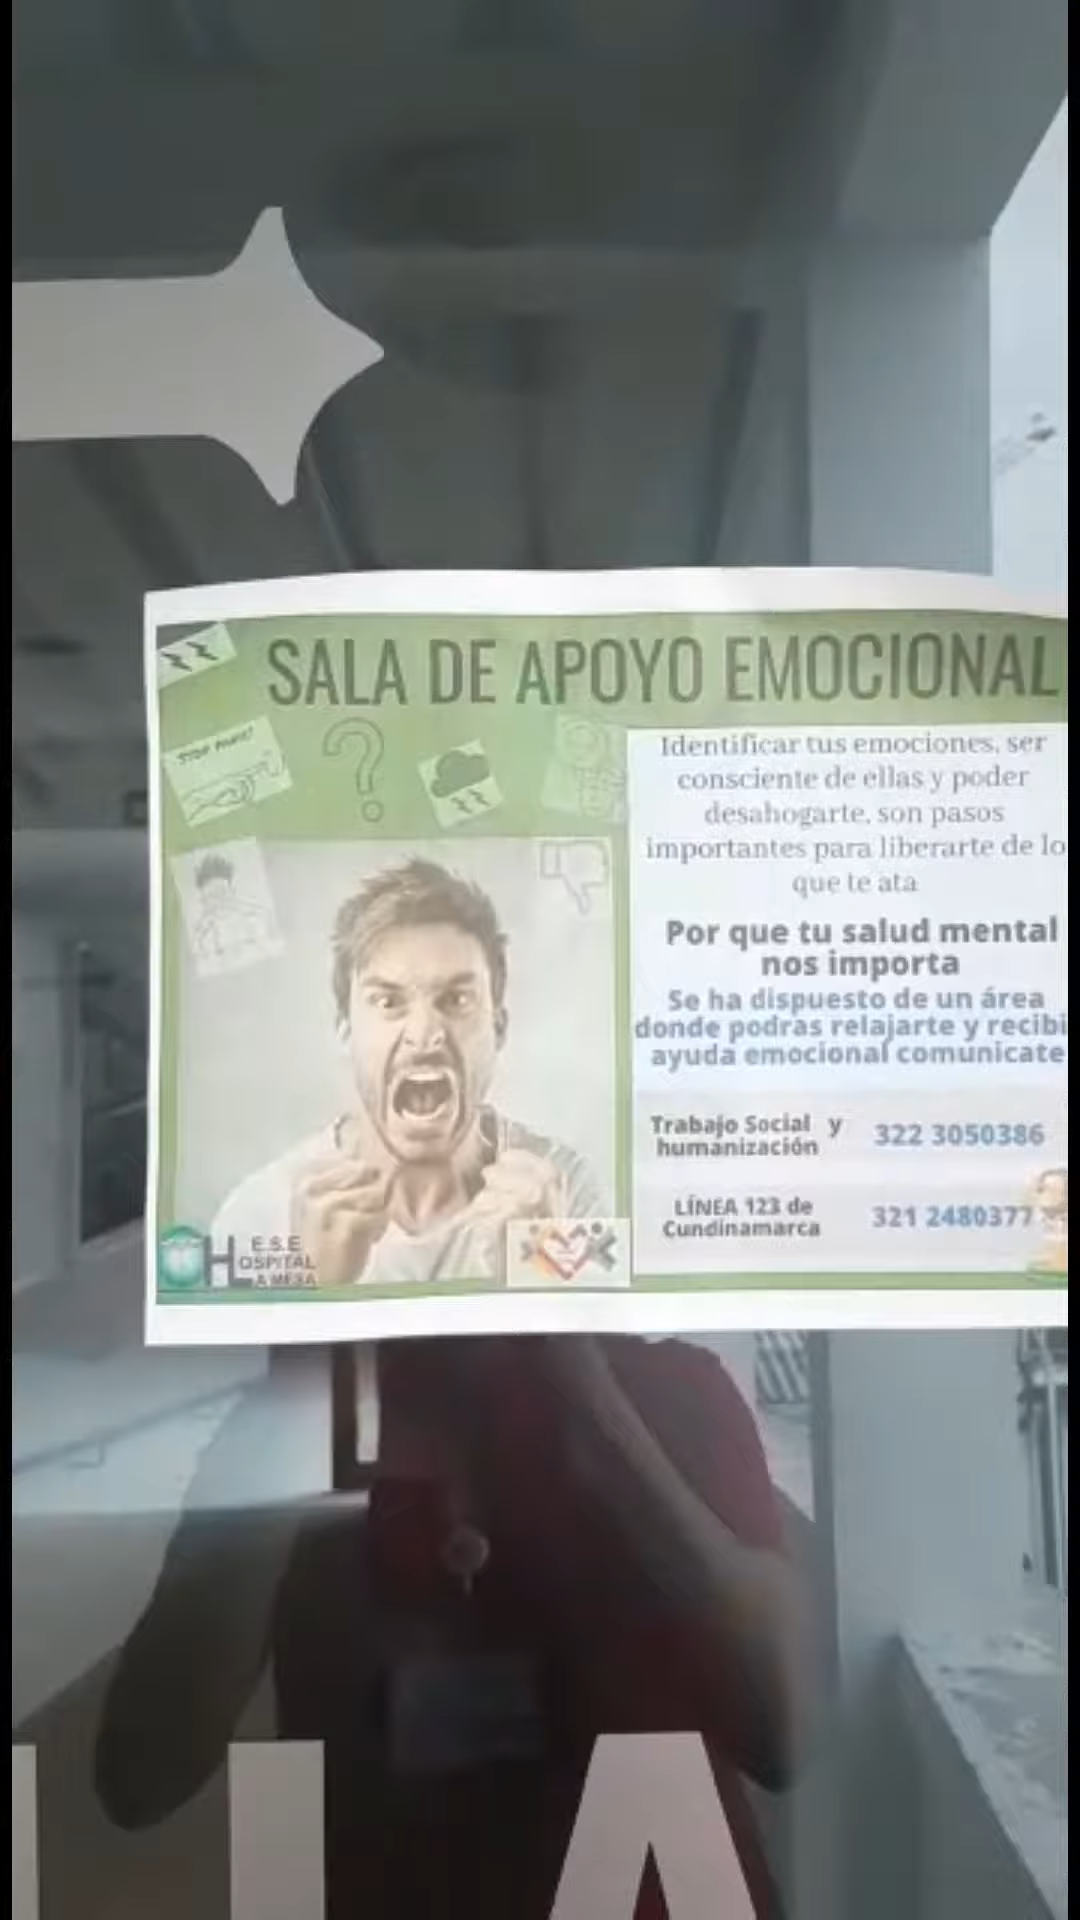 SALA DE APOYO EMOCIONAL
Identificar tus emociones, ser
consciente de ellas y poder
desahogarte, son pasos
importantes para liberarte de lo
que te ata
Por que tu salud mental
nos importa
Se ha dispuesto de un área
donde podras relajarte y recibi
ayuda emocional comunicate
Trabajo Social y
humanización
322 3050386
LÍNEA 123 de
Cundinamarca
321 2480377
E.S.E
HOSPITAL
LA MESA